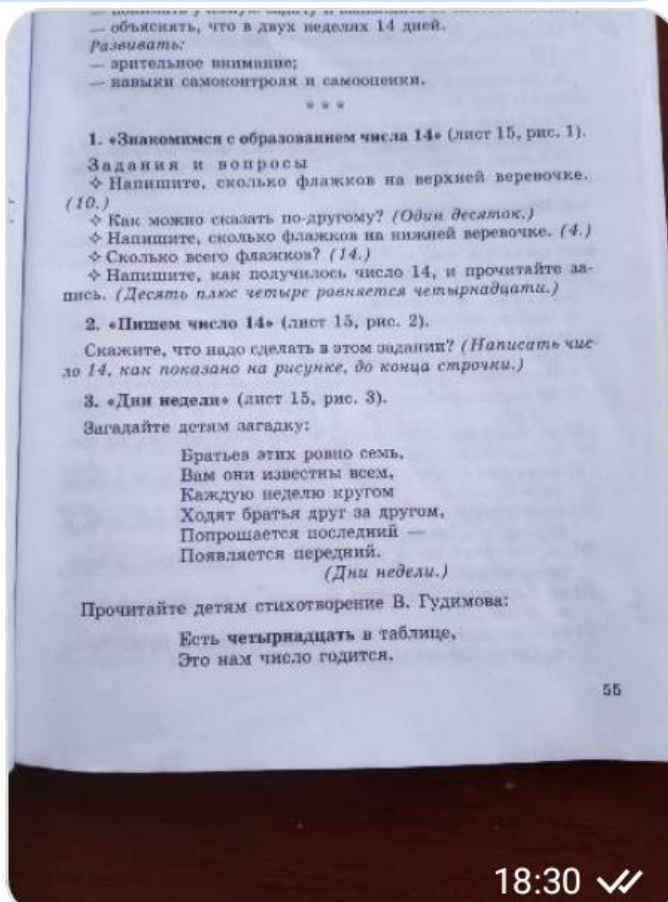 — объяснять, что в двух неделях 14 дней.
Развивать:
— зрительное внимание;
— навыки самоконтроля и самооценки.
* * *
1. «Знакомимся с образованием числа 14» (лист 15, рис. 1).
Задания и вопросы
✧ Напишите, сколько флажков на верхней веревочке.
(10.)
✧ Как можно сказать по-другому? (Один десяток.)
✧ Напишите, сколько флажков на нижней веревочке. (4.)
✧ Сколько всего флажков? (14.)
✧ Напишите, как получилось число 14, и прочитайте за-
пись. (Десять плюс четыре равняется четырнадцати.)
2. «Пишем число 14» (лист 15, рис. 2).
Скажите, что надо сделать в этом задании? (Написать чис-
ло 14, как показано на рисунке, до конца строчки.)
3. «Дни недели» (лист 15, рис. 3).
Загадайте детям загадку:
Братьев этих ровно семь,
Вам они известны всем,
Каждую неделю кругом
Ходят братья друг за другом,
Попрощается последний —
Появляется передний.
(Дни недели.)
Прочитайте детям стихотворение В. Гудимова:
Есть четырнадцать в таблице,
Это нам число годится.
55
18:30